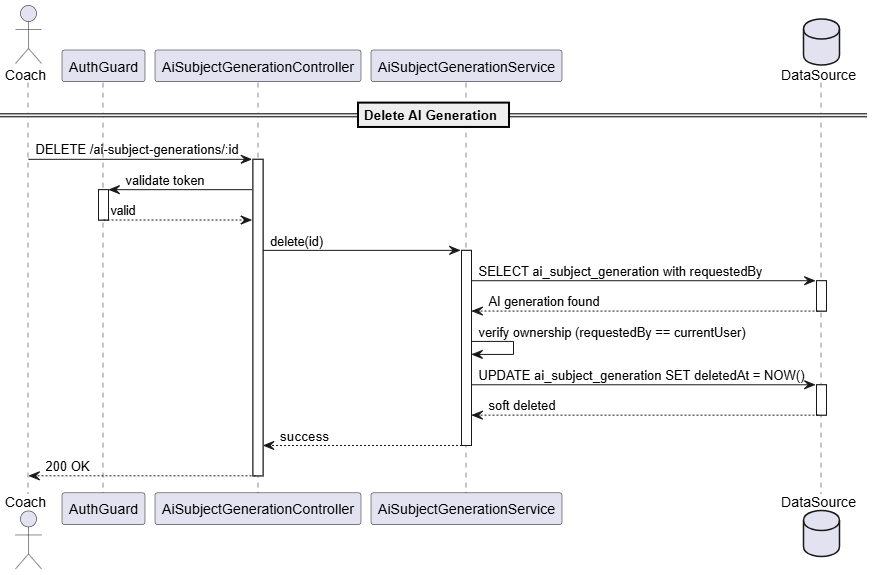 Coach
AuthGuard
AiSubjectGenerationController
AiSubjectGenerationService
DataSource
Delete AI Generation
DELETE /ai-subject-generations/:id
validate token
valid
delete(id)
SELECT ai_subject_generation with requestedBy
AI generation found
verify ownership (requestedBy == currentUser)
UPDATE ai_subject_generation SET deletedAt = NOW()
soft deleted
success
200 OK
Coach
AuthGuard
AiSubjectGenerationController
AiSubjectGenerationService
DataSource